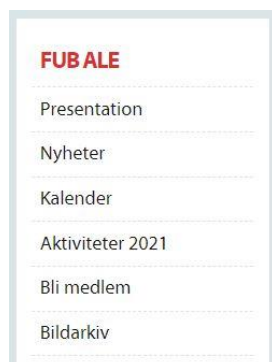 FUB ALE
Presentation
Nyheter
Kalender
Aktiviteter 2021
Bli medlem
Bildarkiv